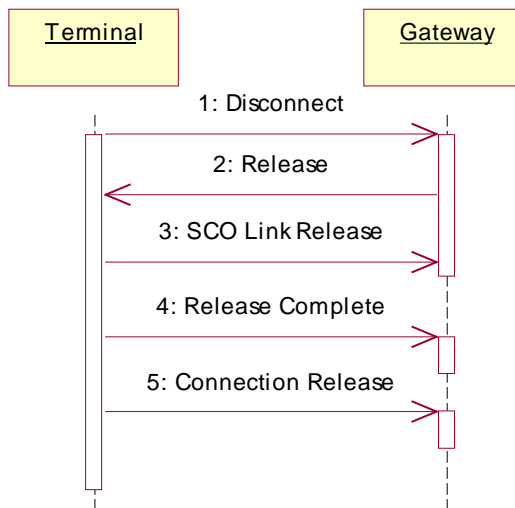 Terminal
Gateway
1: Disconnect
2: Release
3: SCO Link Release
4: Release Complete
5: Connection Release